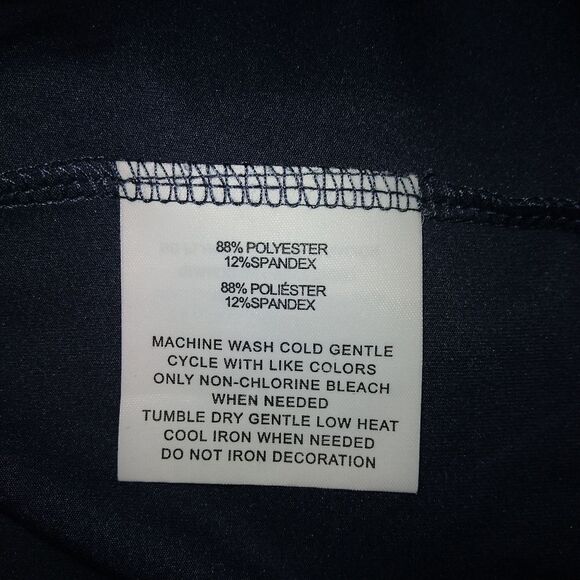 88% POLYESTER
12%SPANDEX
88% POLIÉSTER
12%SPANDEX
MACHINE WASH COLD GENTLE
CYCLE WITH LIKE COLORS
ONLY NON-CHLORINE BLEACH
WHEN NEEDED
TUMBLE DRY GENTLE LOW HEAT
COOL IRON WHEN NEEDED
DO NOT IRON DECORATION